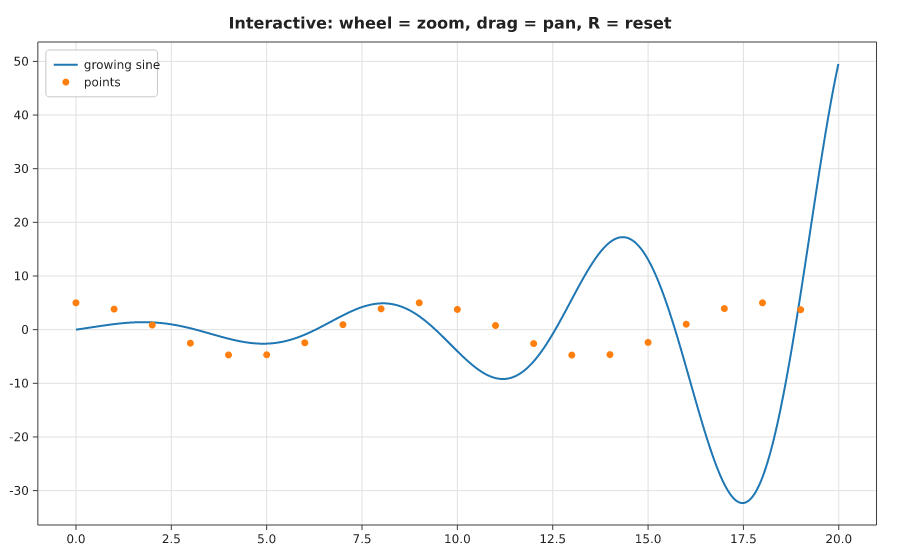 Interactive: wheel = zoom, drag = pan, R = reset
growing sine
points
50
40
30
20
10
0
-10
-20
-30
0.0 2.5 5.0 7.5 10.0 12.5 15.0 17.5 20.0